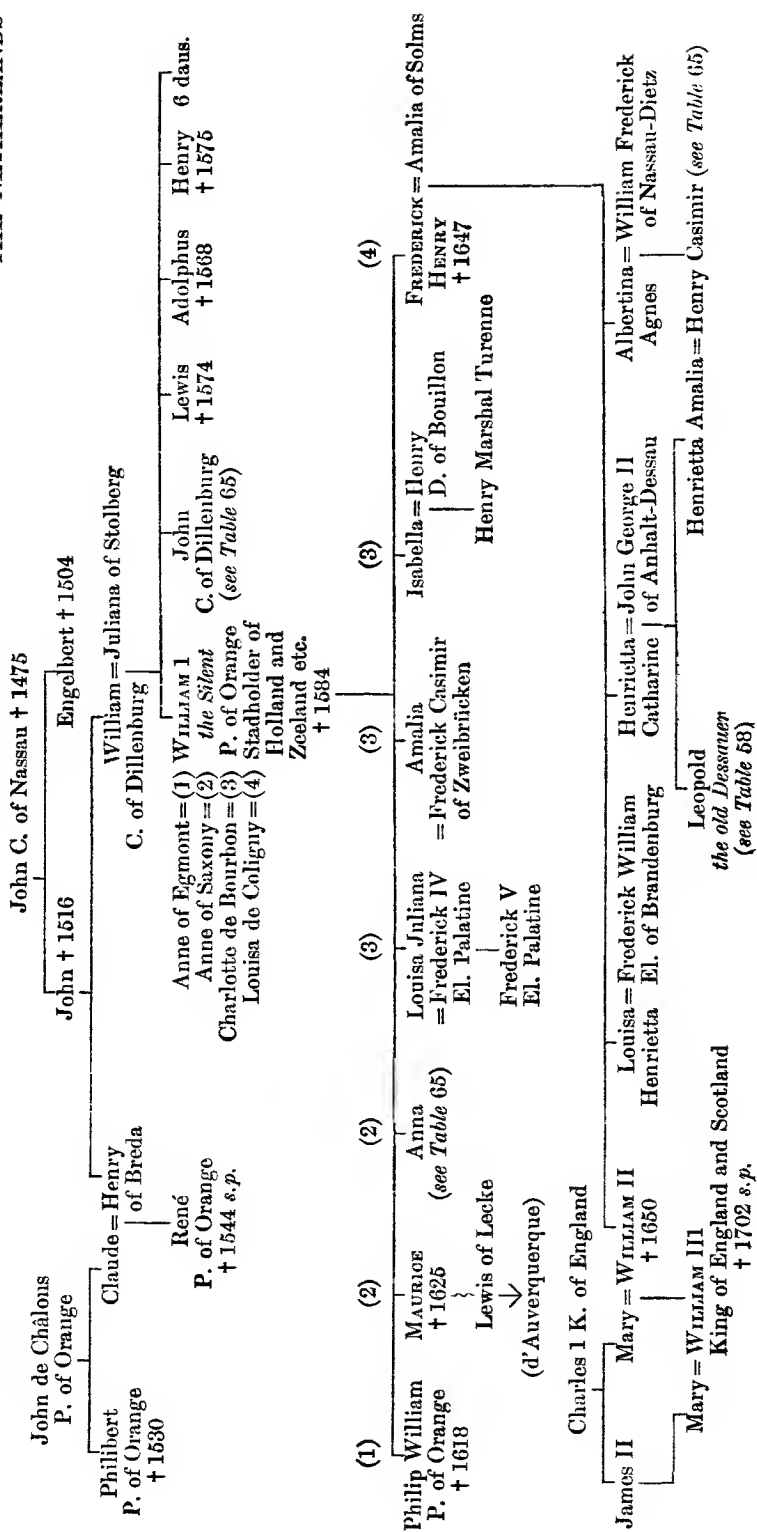 THE NETHERLANDS
John C. of Nassau † 1475
John de Châlons
P. of Orange
John † 1516
Engelbert † 1504
Philibert
P. of Orange
† 1530
Claude = Henry
of Breda
René
P. of Orange
† 1544 s.p.
William = Juliana of Stolberg
C. of Dillenburg
Anne of Egmont = (1)
Anne of Saxony = (2)
Charlotte de Bourbon = (3)
Louisa de Coligny = (4)
WILLIAM I
the Silent
P. of Orange
Stadholder of
Holland and
Zeeland etc.
† 1584
John
C. of Dillenburg
(see Table 65)
Lewis
† 1574
Adolphus
† 1568
Henry
† 1575
6 daus.
(1)
Philip William
P. of Orange
† 1618
(2)
MAURICE
† 1625
Lewis of Lecke
(d'Auverquerque)
(2)
Anna
(see Table 65)
(3)
Louisa Juliana
= Frederick IV
El. Palatine
Frederick V
El. Palatine
(3)
Amalia
= Frederick Casimir
of Zweibrücken
(3)
Isabella = Henry
D. of Bouillon
Henry Marshal Turenne
(4)
FREDERICK = Amalia of Solms
HENRY
† 1647
Charles I K. of England
James II
Mary = WILLIAM II
† 1650
Mary = WILLIAM III
King of England and Scotland
† 1702 s.p.
Louisa = Frederick William
Henrietta El. of Brandenburg
Henrietta = John George II
Catharine of Anhalt-Dessau
Leopold
the old Dessauer
(see Table 58)
Albertina = William Frederick
Agnes of Nassau-Dietz
Henrietta Amalia = Henry Casimir (see Table 65)